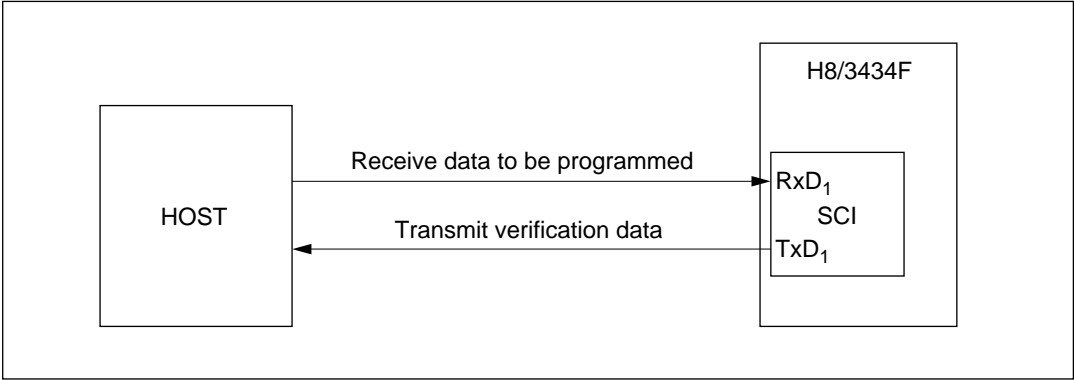 H8/3434F
Receive data to be programmed
RxD₁
HOST
SCI
Transmit verification data
TxD₁